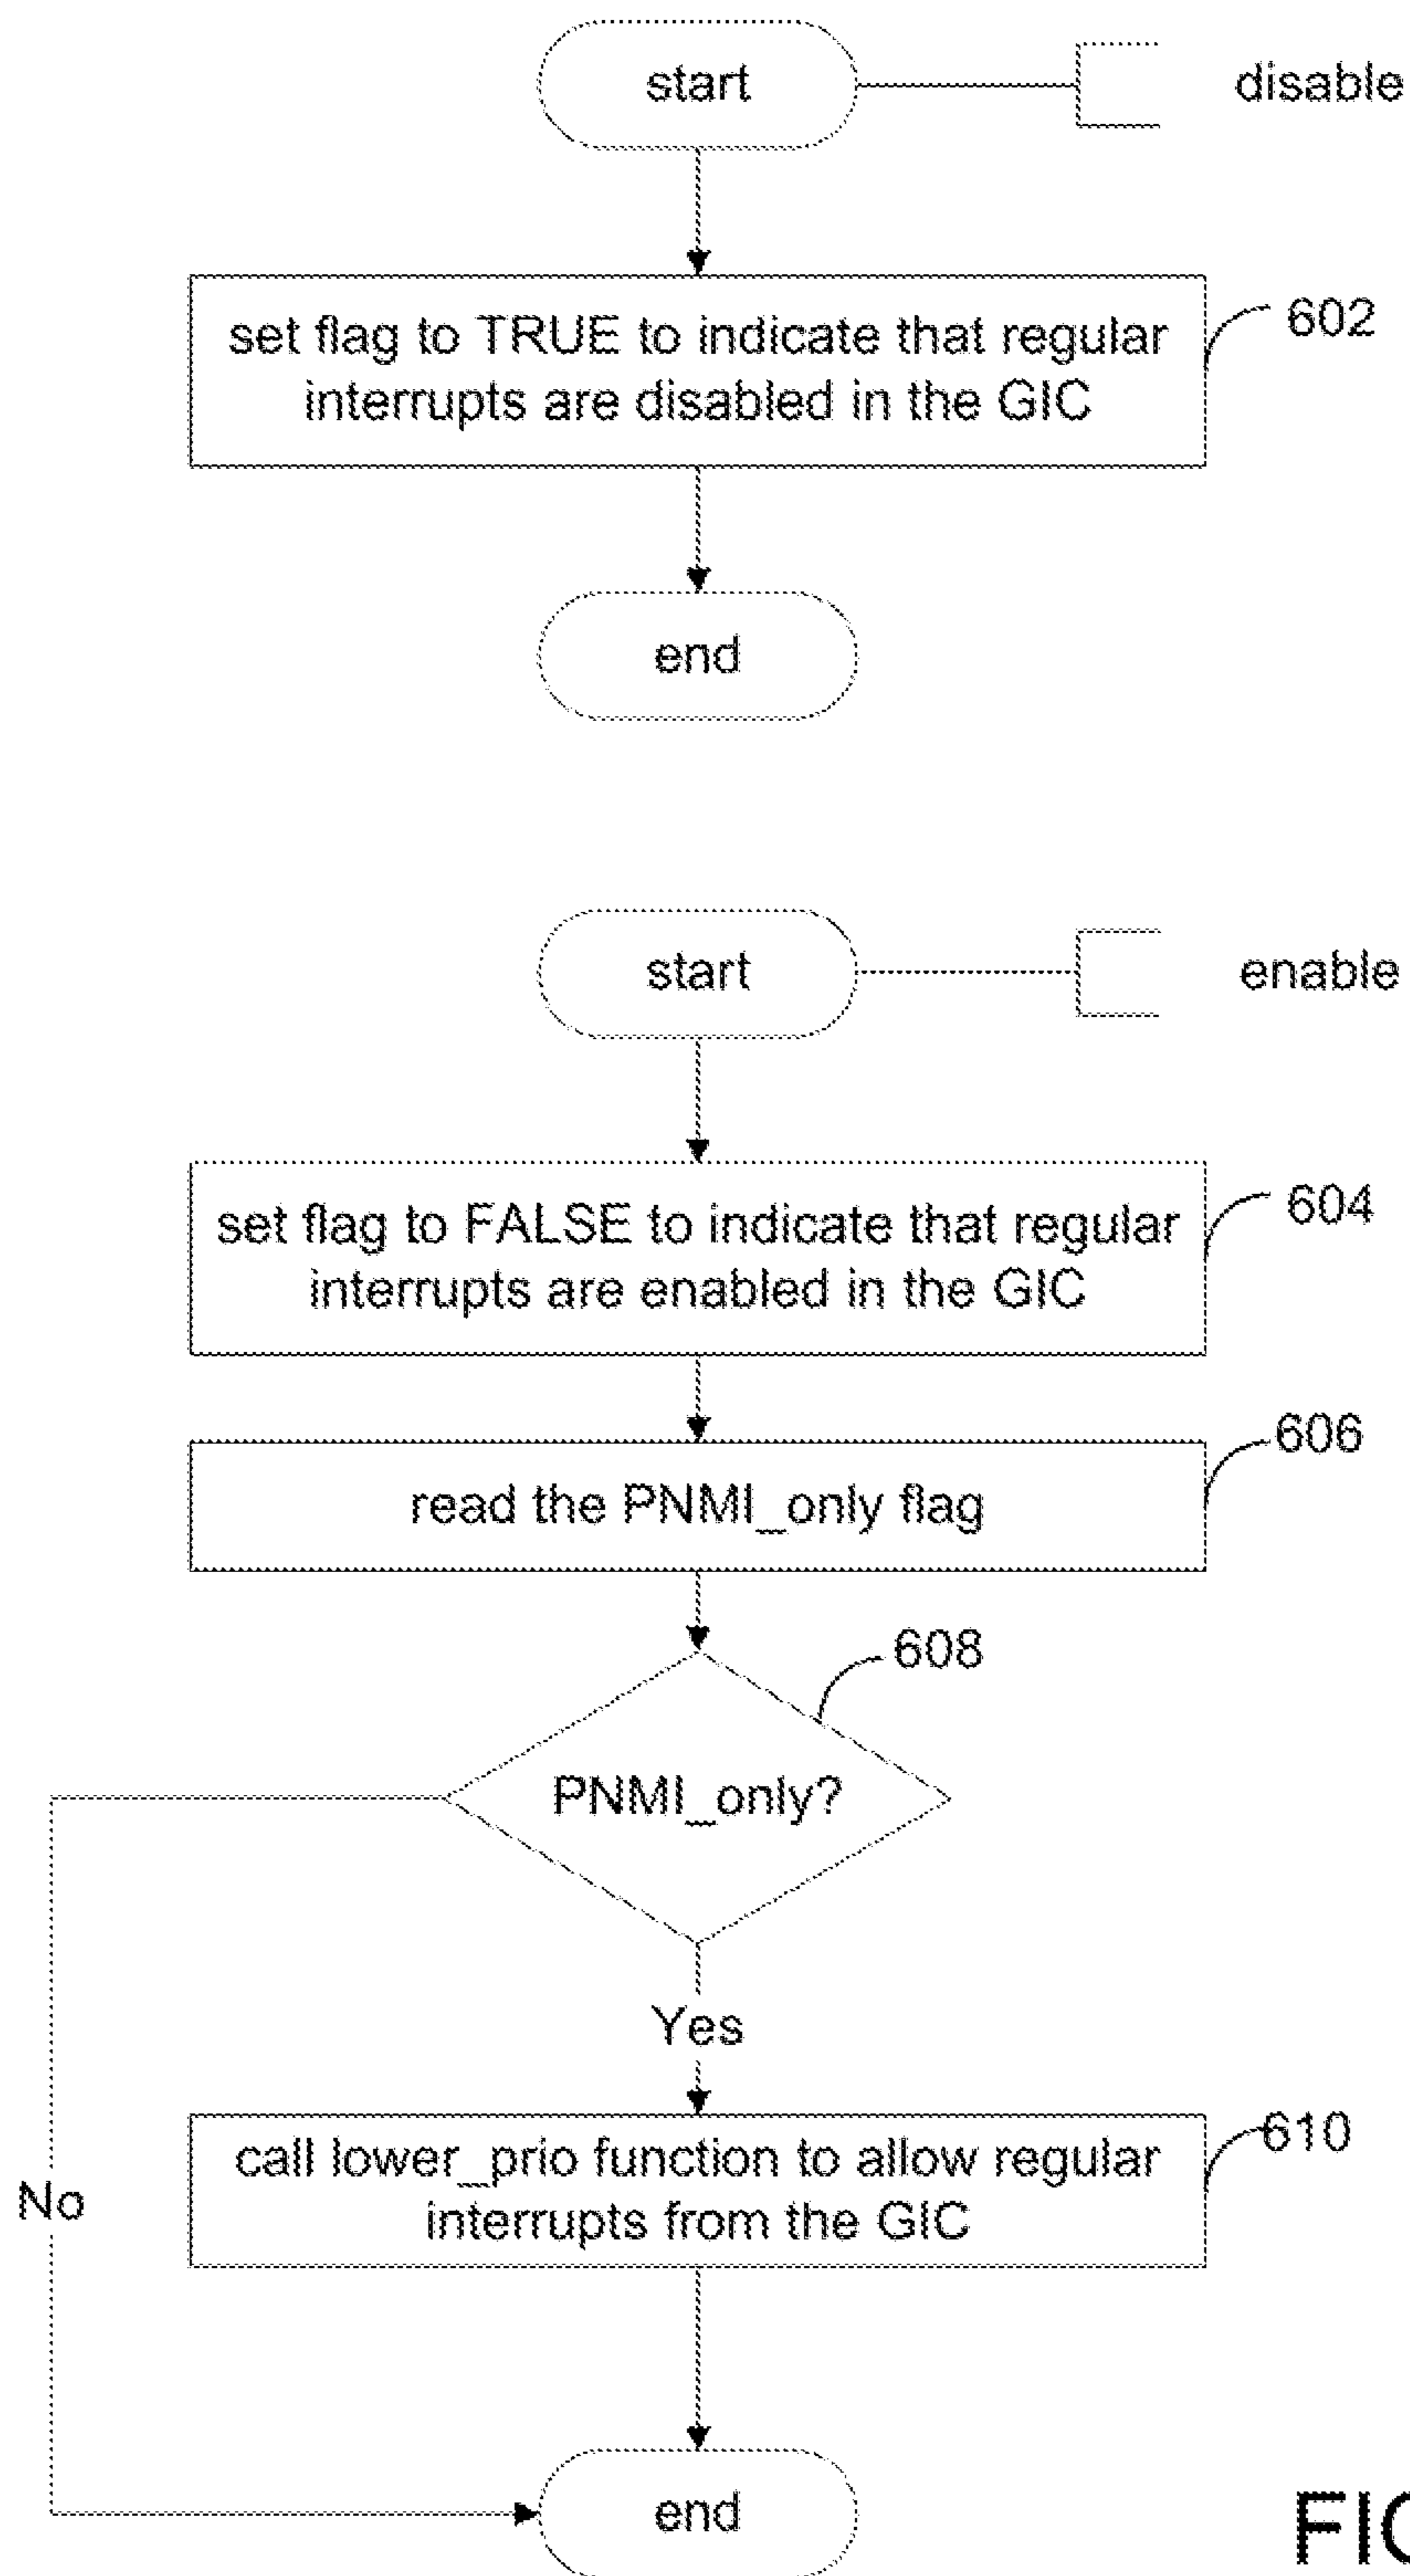 start
disable
set flag to TRUE to indicate that regular
interrupts are disabled in the GIC
602
end
start
enable
set flag to FALSE to indicate that regular
interrupts are enabled in the GIC
604
read the PNMI_only flag
606
608
PNMI_only?
Yes
call lower_prio function to allow regular
interrupts from the GIC
610
No
end